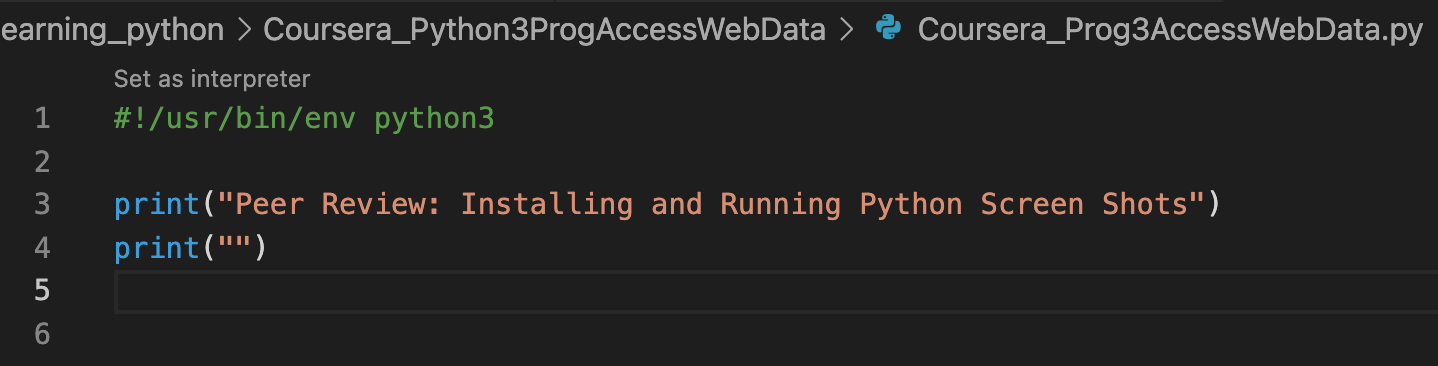 earning_python > Coursera_Python3ProgAccessWebData > Coursera_Prog3AccessWebData.py
Set as interpreter
1 #!/usr/bin/env python3
2
3 print("Peer Review: Installing and Running Python Screen Shots")
4 print("")
5
6